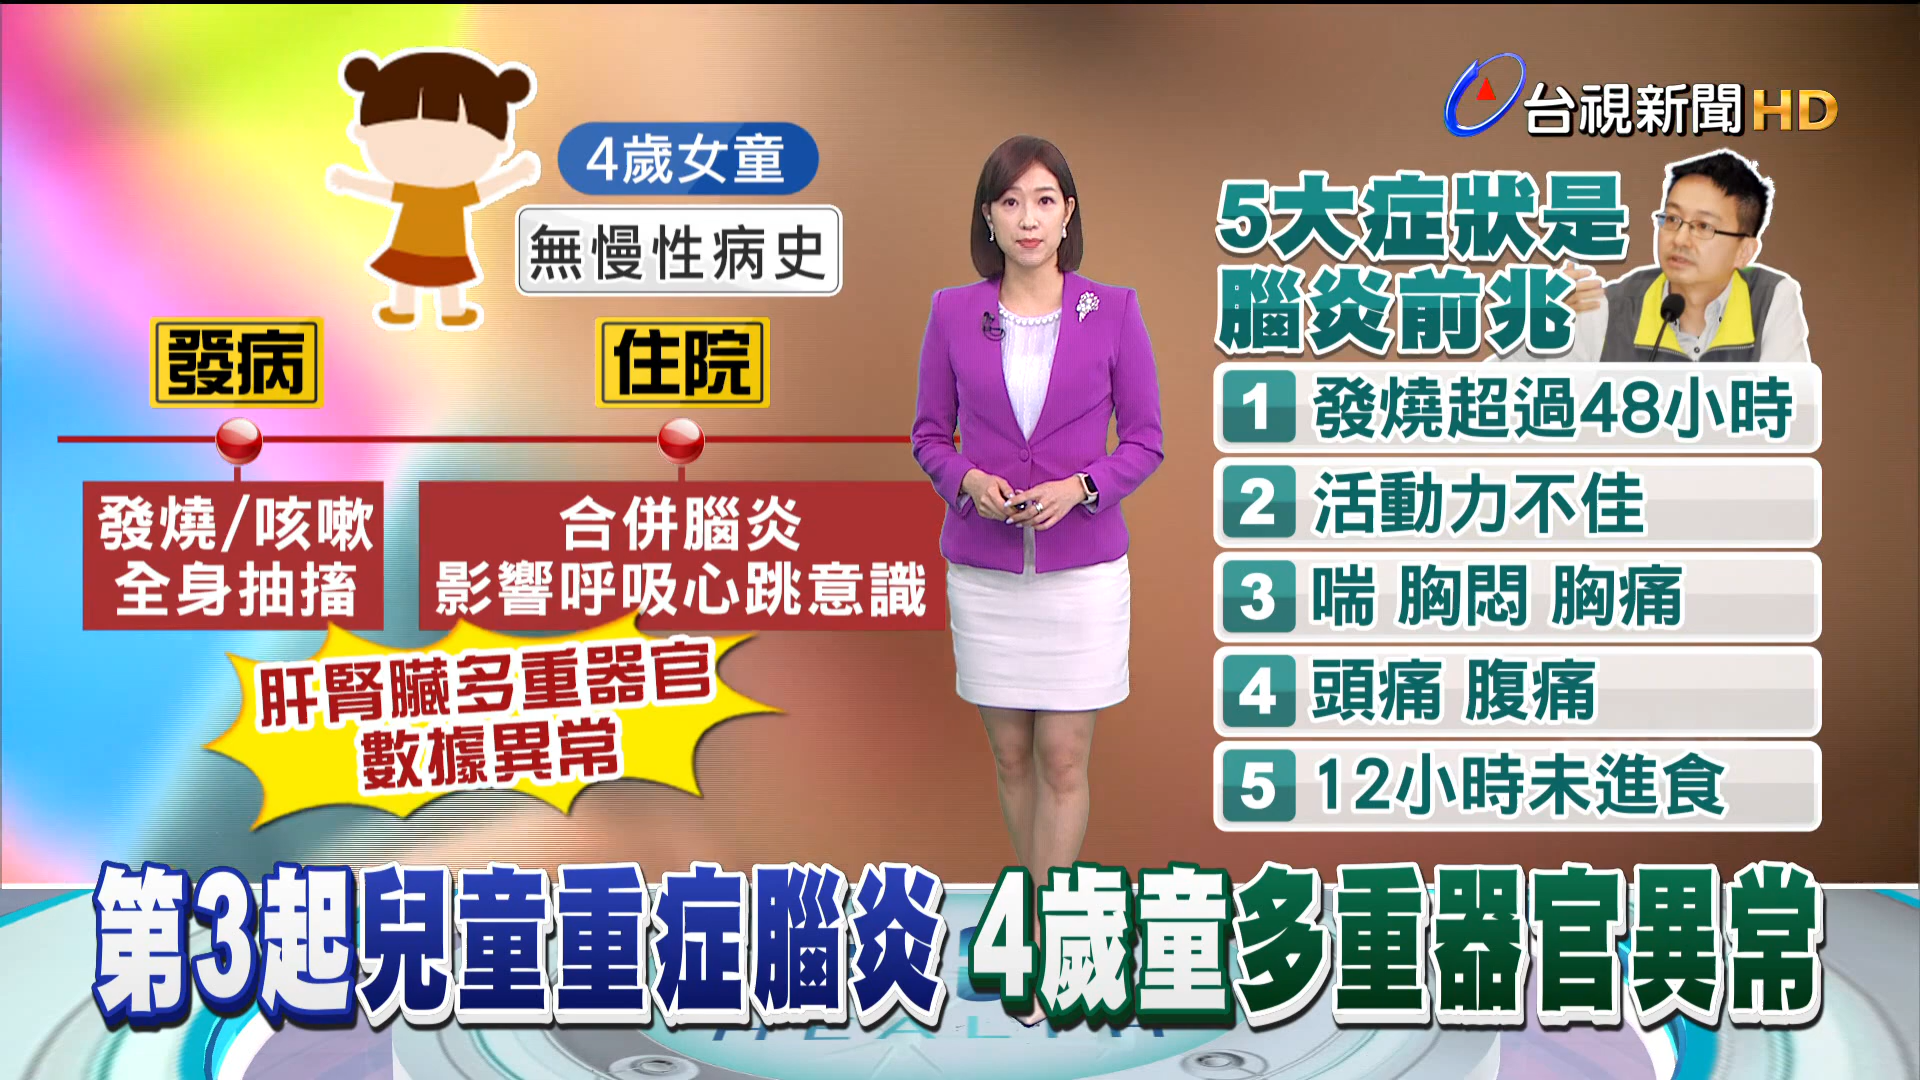 台視新聞HD
4歲女童
無慢性病史
發病
住院
發燒/咳嗽
全身抽搐
合併腦炎
影響呼吸心跳意識
肝腎臟多重器官
數據異常
5大症狀是
腦炎前兆
1 發燒超過48小時
2 活動力不佳
3 喘 胸悶 胸痛
4 頭痛 腹痛
5 12小時未進食
第3起兒童重症腦炎 4歲童多重器官異常
HEALTH